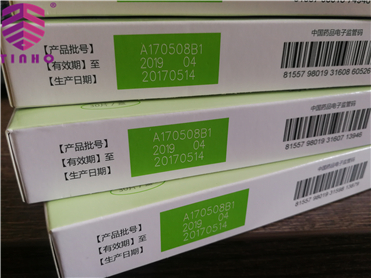 TINHO
中国药品电子监管码
【产品批号】 A170508B1
【有效期】至 2019 04
【生产日期】 20170514
81557 98019 31608 60526
中国药品电子监管码
【产品批号】 A170508B1
【有效期】至 2019 04
【生产日期】 20170514
81557 98019 31607 13946
中国药品电子监管码
【产品批号】 A170508B1
【有效期】至 2019 04
【生产日期】 20170514